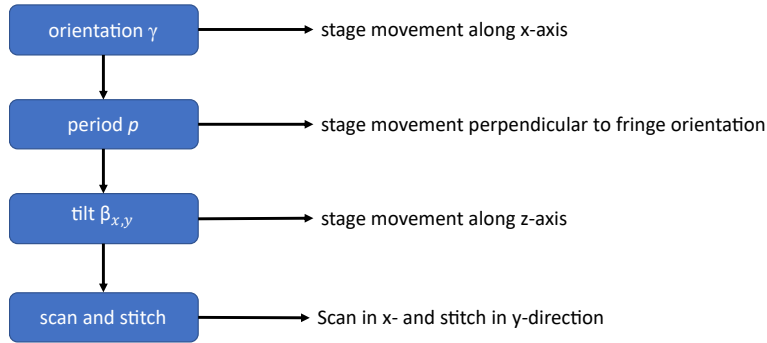 orientation γ
stage movement along x-axis
period p
stage movement perpendicular to fringe orientation
tilt βx,y
stage movement along z-axis
scan and stitch
Scan in x- and stitch in y-direction